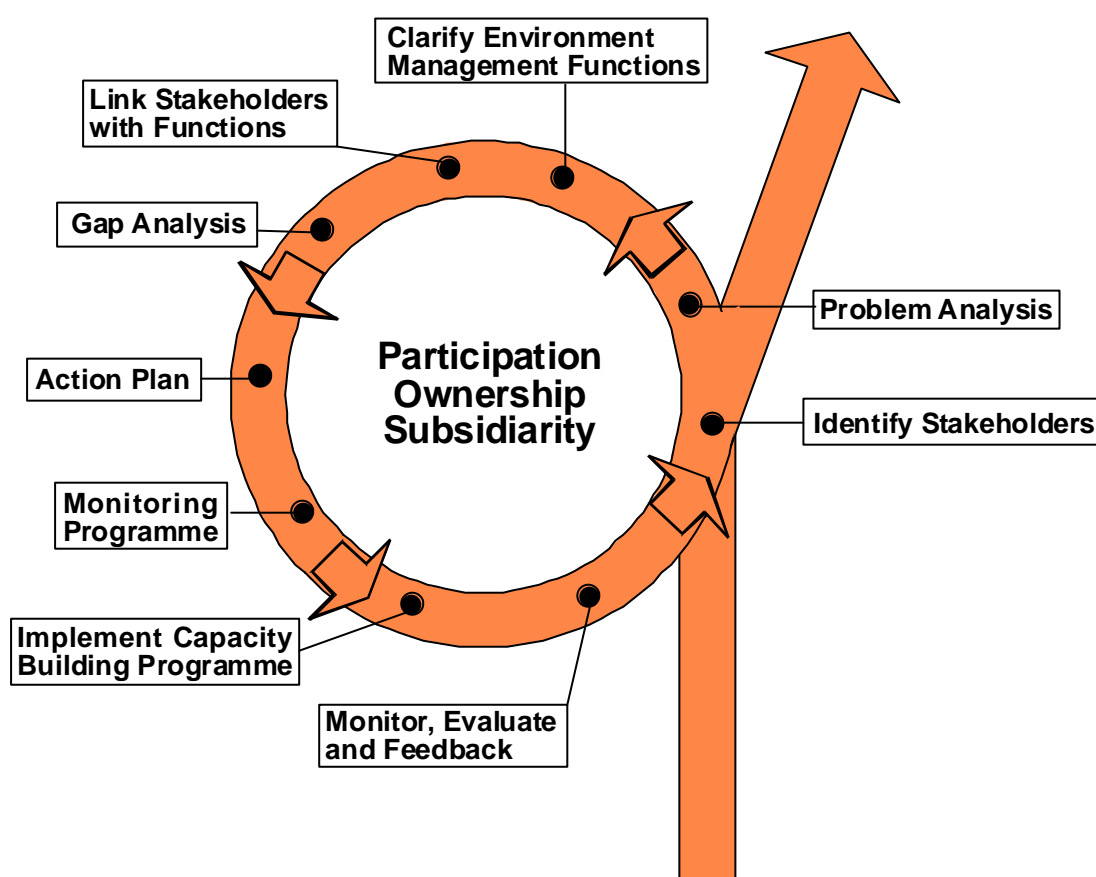 Clarify Environment
Management Functions
Link Stakeholders
with Functions
Gap Analysis
Problem Analysis
Participation
Ownership
Subsidiarity
Action Plan
Identify Stakeholders
Monitoring
Programme
Implement Capacity
Building Programme
Monitor, Evaluate
and Feedback